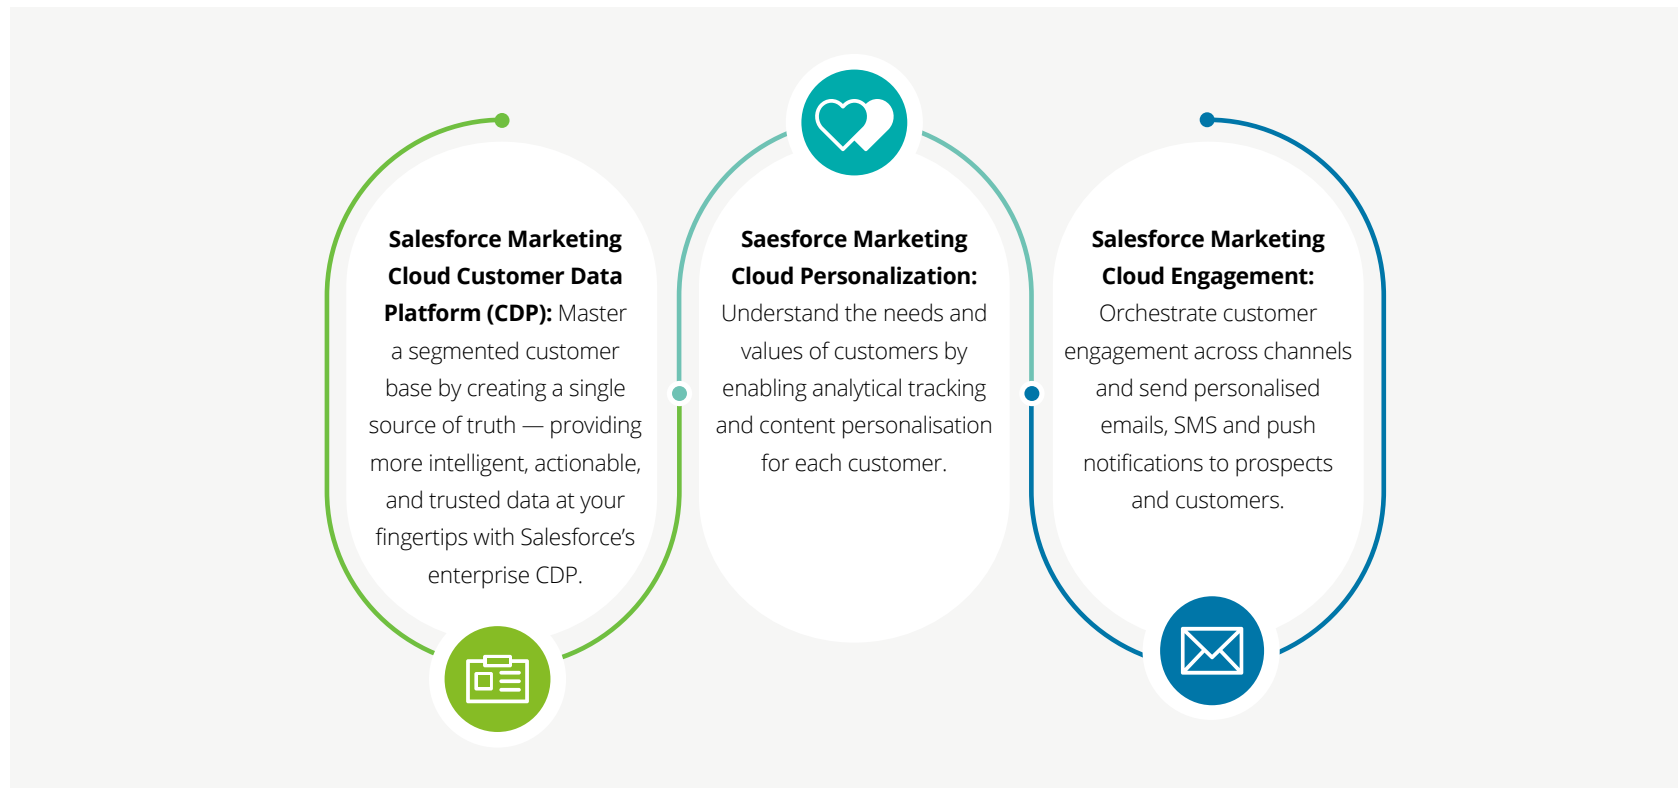 Salesforce Marketing
Cloud Customer Data
Platform (CDP): Master
a segmented customer
base by creating a single
source of truth — providing
more intelligent, actionable,
and trusted data at your
fingertips with Salesforce’s
enterprise CDP.
Saesforce Marketing
Cloud Personalization:
Understand the needs and
values of customers by
enabling analytical tracking
and content personalisation
for each customer.
Salesforce Marketing
Cloud Engagement:
Orchestrate customer
engagement across channels
and send personalised
emails, SMS and push
notifications to prospects
and customers.